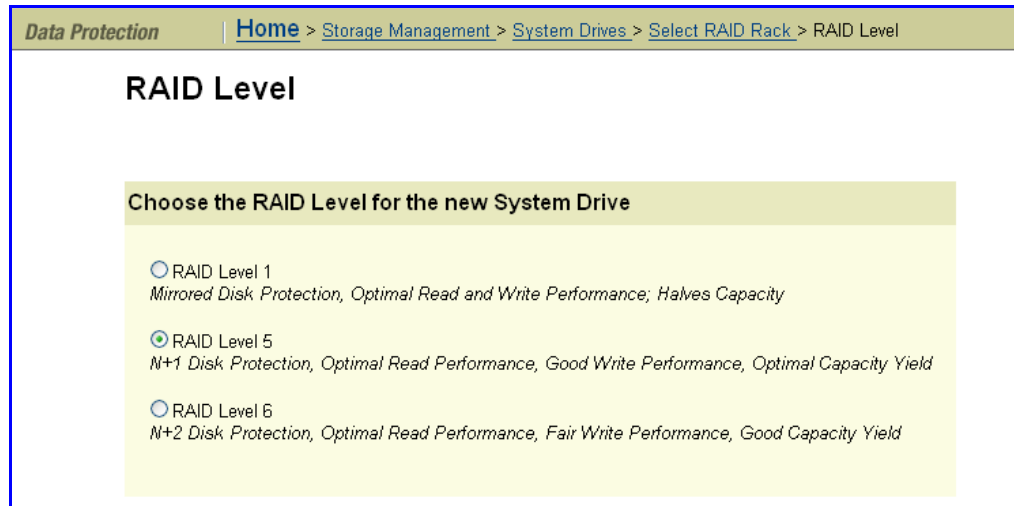 Data Protection | Home > Storage Management > System Drives > Select RAID Rack > RAID Level
RAID Level
Choose the RAID Level for the new System Drive
RAID Level 1
Mirrored Disk Protection, Optimal Read and Write Performance; Halves Capacity
RAID Level 5
N+1 Disk Protection, Optimal Read Performance, Good Write Performance, Optimal Capacity Yield
RAID Level 6
N+2 Disk Protection, Optimal Read Performance, Fair Write Performance, Good Capacity Yield